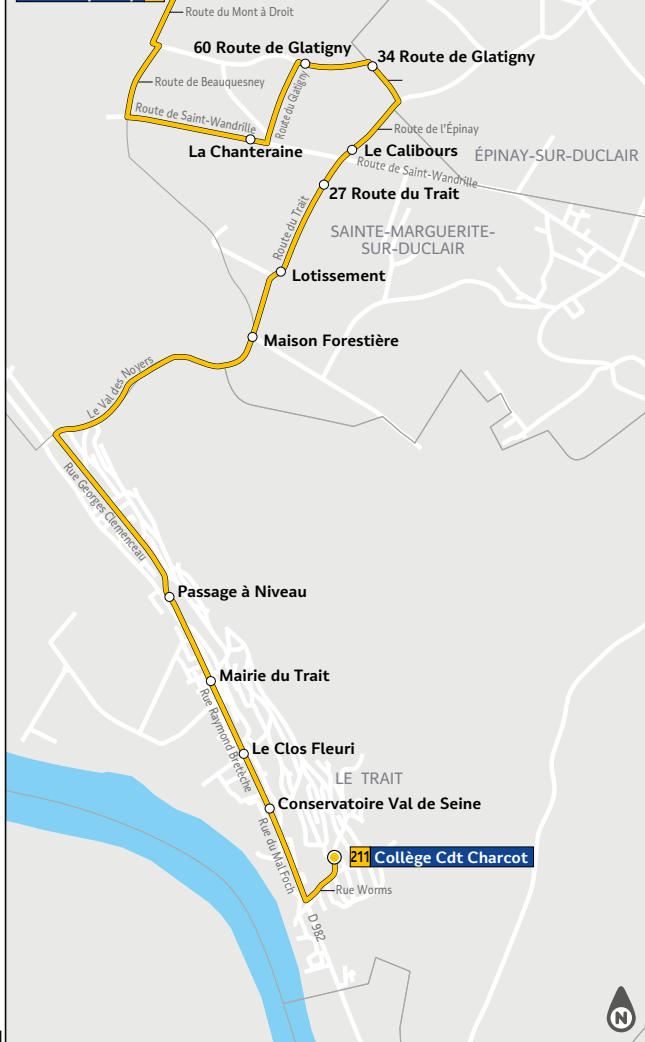 Route du Mont à Droit
60 Route de Glatigny
34 Route de Glatigny
Route de Beauquesney
Route du Glatigny
Route de Saint-Wandrille
Route de l'Épinay
La Chanteraine
Le Calibours
ÉPINAY-SUR-DUCLAIR
Route de Saint-Wandrille
27 Route du Trait
Route du Trait
SAINTE-MARGUERITE-
SUR-DUCLAIR
Lotissement
Maison Forestière
Le Val des Noyers
Rue Georges Clemenceau
Passage à Niveau
Mairie du Trait
Rue Raymond Bretèche
Le Clos Fleuri
LE TRAIT
Conservatoire Val de Seine
Rue du Mal Foch
211 Collège Cdt Charcot
Rue Worms
D 982
N